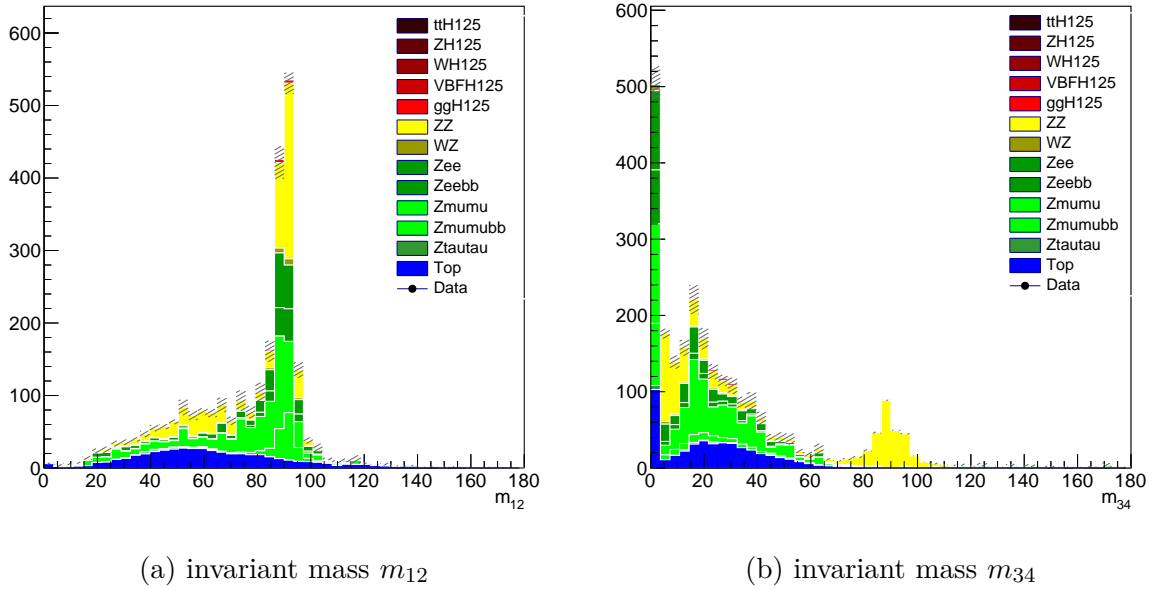 600
500
400
300
200
100
0
0 20 40 60 80 100 120 140 160 180
m12
ttH125
ZH125
WH125
VBFH125
ggH125
ZZ
WZ
Zee
Zeebb
Zmumu
Zmumubb
Ztautau
Top
Data
(a) invariant mass m12
600
500
400
300
200
100
0
0 20 40 60 80 100 120 140 160 180
m34
ttH125
ZH125
WH125
VBFH125
ggH125
ZZ
WZ
Zee
Zeebb
Zmumu
Zmumubb
Ztautau
Top
Data
(b) invariant mass m34